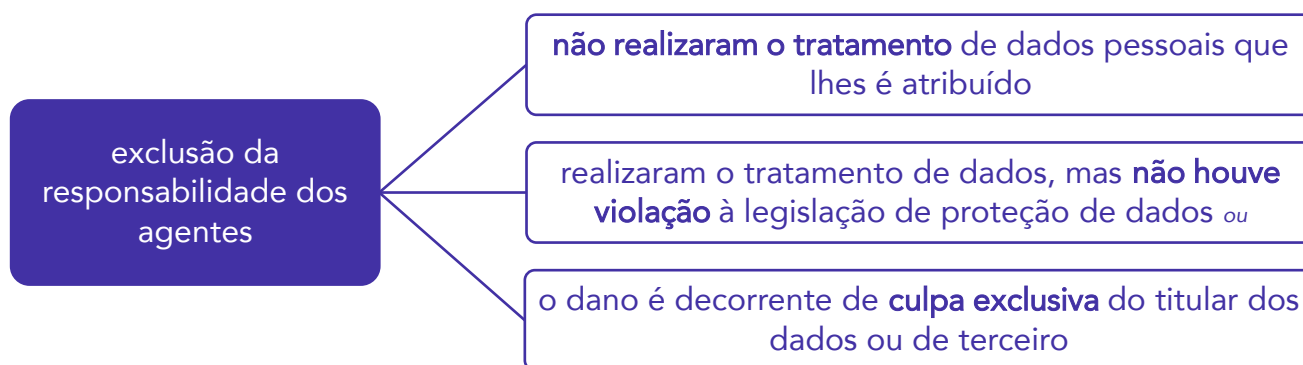 exclusão da
responsabilidade dos
agentes
não realizaram o tratamento de dados pessoais que
lhes é atribuído
realizaram o tratamento de dados, mas não houve
violação à legislação de proteção de dados ou
o dano é decorrente de culpa exclusiva do titular dos
dados ou de terceiro